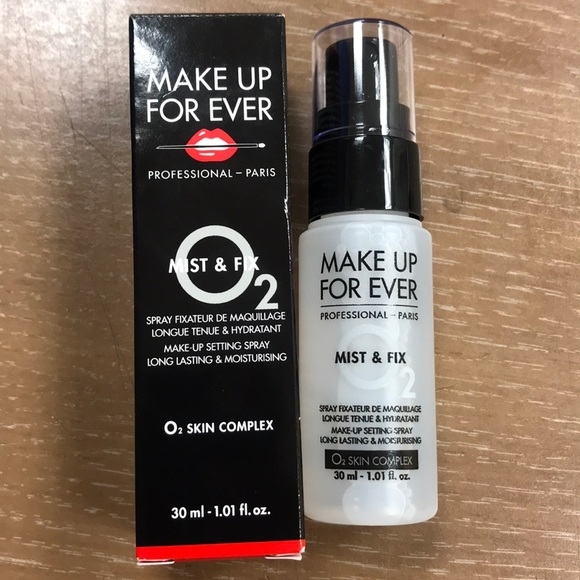 MAKE UP
FOR EVER
PROFESSIONAL – PARIS
O2
MIST & FIX
SPRAY FIXATEUR DE MAQUILLAGE
LONGUE TENUE & HYDRATANT
MAKE-UP SETTING SPRAY
LONG LASTING & MOISTURISING
O2 SKIN COMPLEX
30 ml - 1.01 fl. oz.
MAKE UP
FOR EVER
PROFESSIONAL – PARIS
O2
MIST & FIX
SPRAY FIXATEUR DE MAQUILLAGE
LONGUE TENUE & HYDRATANT
MAKE-UP SETTING SPRAY
LONG LASTING & MOISTURISING
O2 SKIN COMPLEX
30 ml - 1.01 fl. oz.